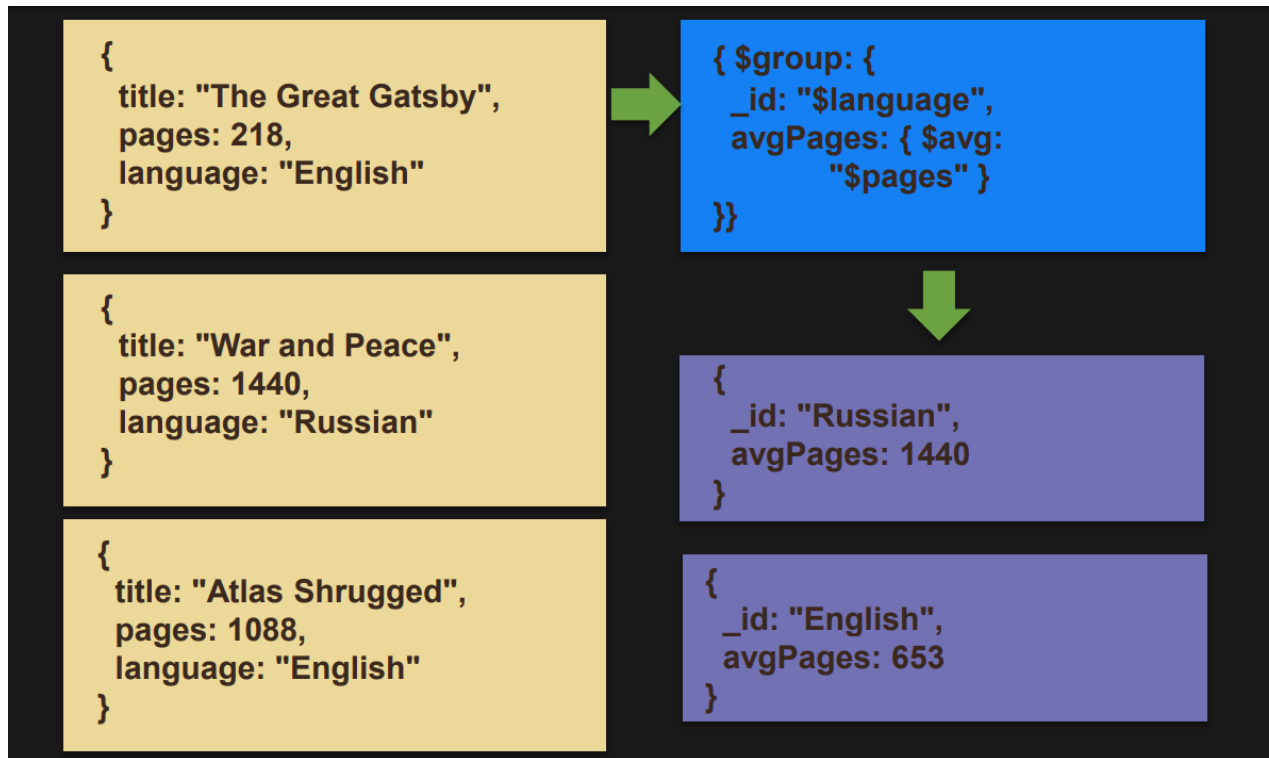 {
title: "The Great Gatsby",
pages: 218,
language: "English"
}
{
title: "War and Peace",
pages: 1440,
language: "Russian"
}
{
title: "Atlas Shrugged",
pages: 1088,
language: "English"
}
{ $group: {
_id: "$language",
avgPages: { $avg:
"$pages" }
}}
{
_id: "Russian",
avgPages: 1440
}
{
_id: "English",
avgPages: 653
}